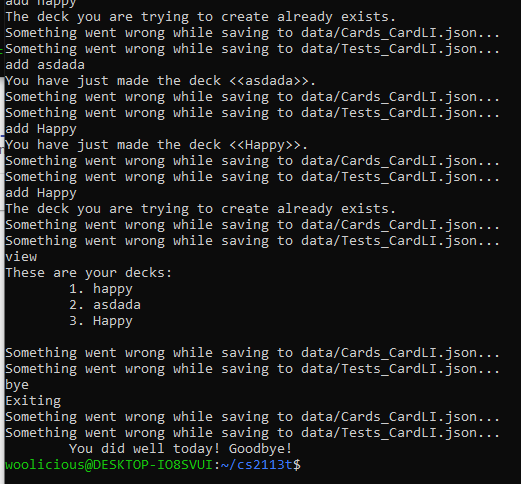 add Happy
The deck you are trying to create already exists.
Something went wrong while saving to data/Cards_CardLI.json...
Something went wrong while saving to data/Tests_CardLI.json...
add asdada
You have just made the deck <<asdada>>.
Something went wrong while saving to data/Cards_CardLI.json...
Something went wrong while saving to data/Tests_CardLI.json...
add Happy
You have just made the deck <<Happy>>.
Something went wrong while saving to data/Cards_CardLI.json...
Something went wrong while saving to data/Tests_CardLI.json...
add Happy
The deck you are trying to create already exists.
Something went wrong while saving to data/Cards_CardLI.json...
Something went wrong while saving to data/Tests_CardLI.json...
view
These are your decks:
1. happy
2. asdada
3. Happy
Something went wrong while saving to data/Cards_CardLI.json...
Something went wrong while saving to data/Tests_CardLI.json...
bye
Exiting
Something went wrong while saving to data/Cards_CardLI.json...
Something went wrong while saving to data/Tests_CardLI.json...
You did well today! Goodbye!
woolicious@DESKTOP-IO8SVUI:~/cs2113t$